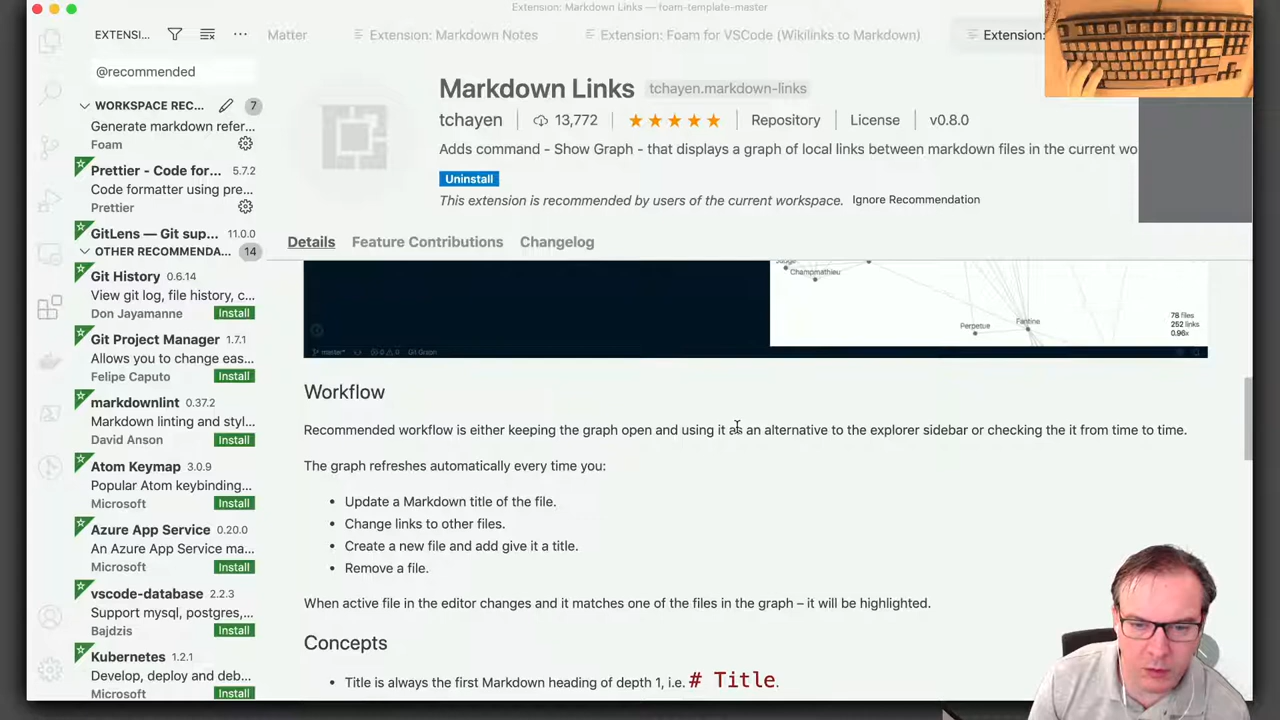 Extension: Markdown Links — foam-template-master
EXTENSI...
Matter
Extension: Markdown Notes
Extension: Foam for VSCode (Wikilinks to Markdown)
Extension:
@recommended
WORKSPACE REC...
7
Generate markdown refer...
Foam
Prettier - Code for...
5.7.2
Code formatter using pre...
Prettier
GitLens — Git sup...
11.0.0
OTHER RECOMMENDA...
14
Git History
0.6.14
View git log, file history, c...
Don Jayamanne
Install
Git Project Manager
1.7.1
Allows you to change eas...
Felipe Caputo
Install
markdownlint
0.37.2
Markdown linting and styl...
David Anson
Install
Atom Keymap
3.0.9
Popular Atom keybinding...
Microsoft
Install
Azure App Service
0.20.0
An Azure App Service ma...
Microsoft
Install
vscode-database
2.2.3
Support mysql, postgres,...
Bajdzis
Install
Kubernetes
1.2.1
Develop, deploy and deb...
Microsoft
Install
Markdown Links
tchayen.markdown-links
tchayen
13,772
Repository
License
v0.8.0
Adds command - Show Graph - that displays a graph of local links between markdown files in the current wo
Uninstall
This extension is recommended by users of the current workspace.
Ignore Recommendation
Details
Feature Contributions
Changelog
Champmathieu
Perpetue
Fantine
78 files
252 links
0.96x
master*
Git Graph
Workflow
Recommended workflow is either keeping the graph open and using it as an alternative to the explorer sidebar or checking the it from time to time.
The graph refreshes automatically every time you:
• Update a Markdown title of the file.
• Change links to other files.
• Create a new file and add give it a title.
• Remove a file.
When active file in the editor changes and it matches one of the files in the graph – it will be highlighted.
Concepts
• Title is always the first Markdown heading of depth 1, i.e. # Title.